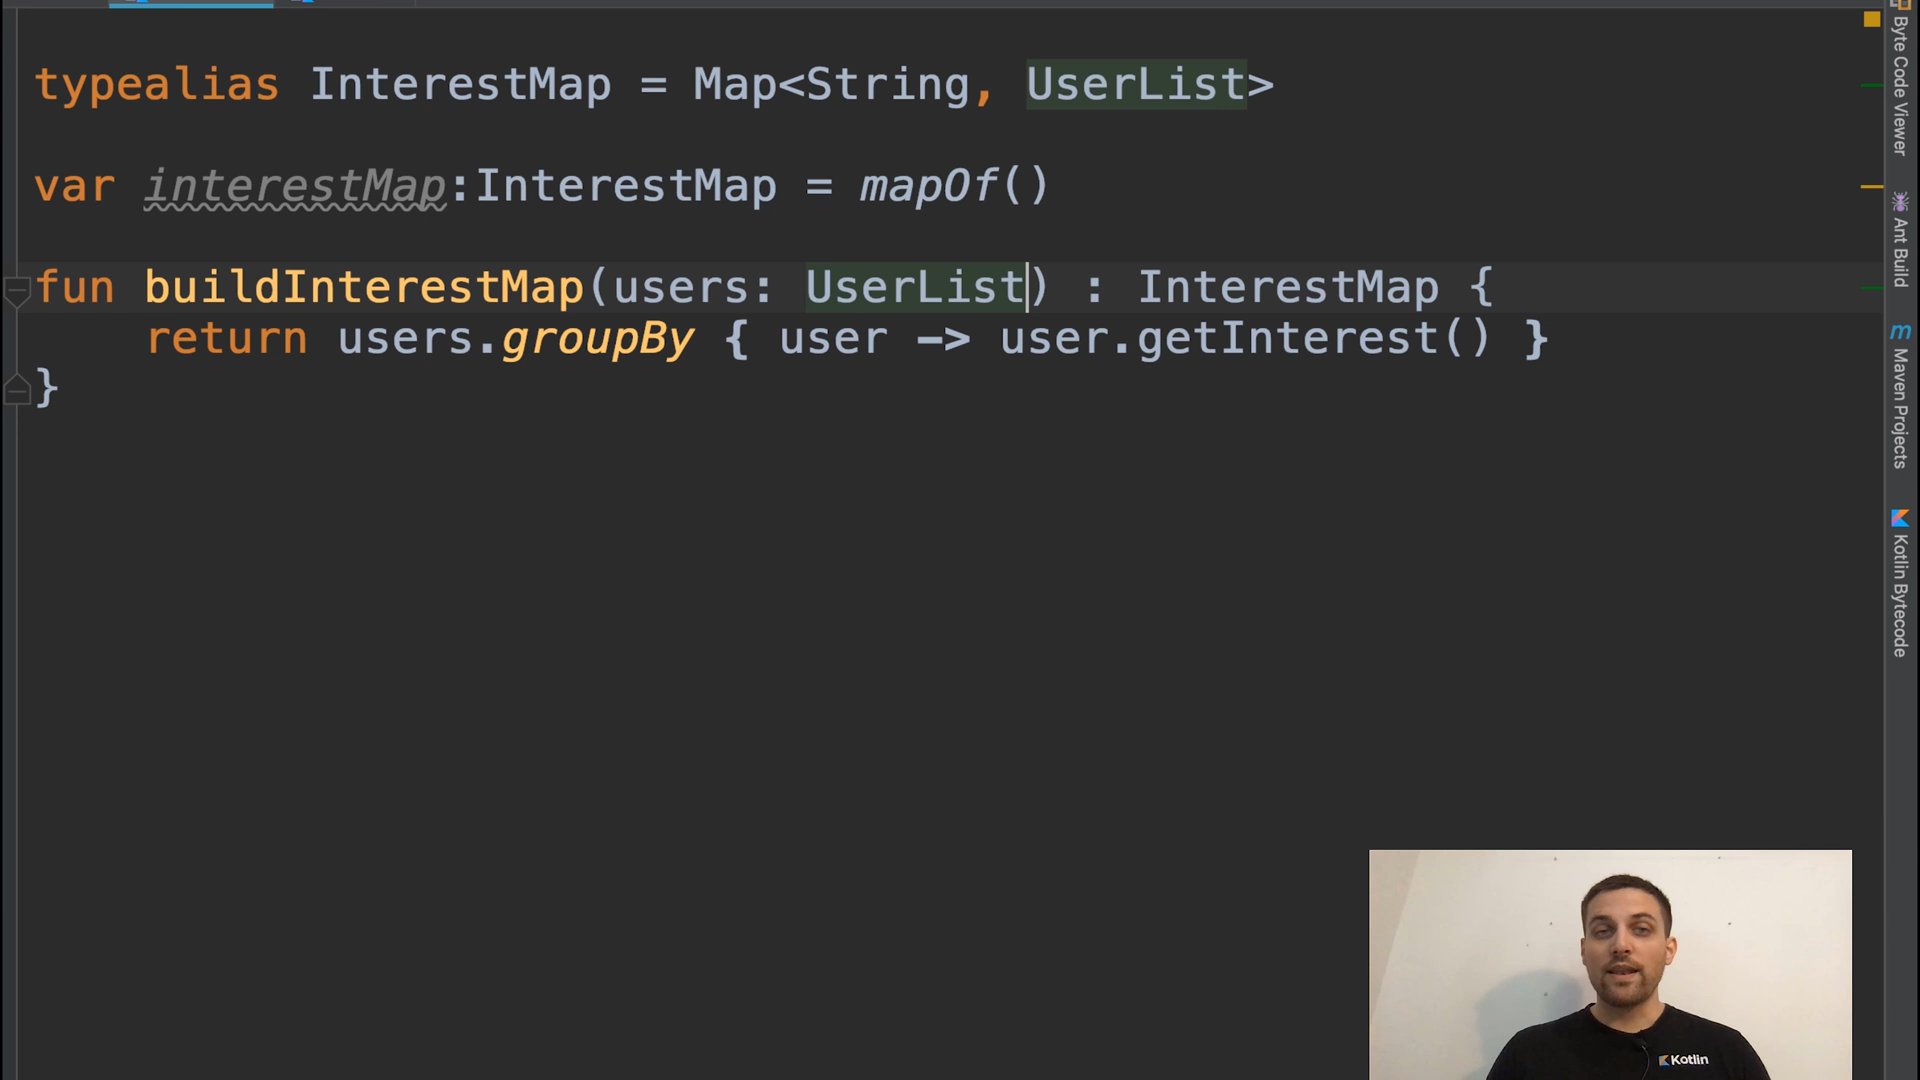 typealias InterestMap = Map<String, UserList>
var interestMap:InterestMap = mapOf()
fun buildInterestMap(users: UserList) : InterestMap {
return users.groupBy { user -> user.getInterest() }
}
Byte Code Viewer
Ant Build
m Maven Projects
Kotlin Bytecode
Kotlin